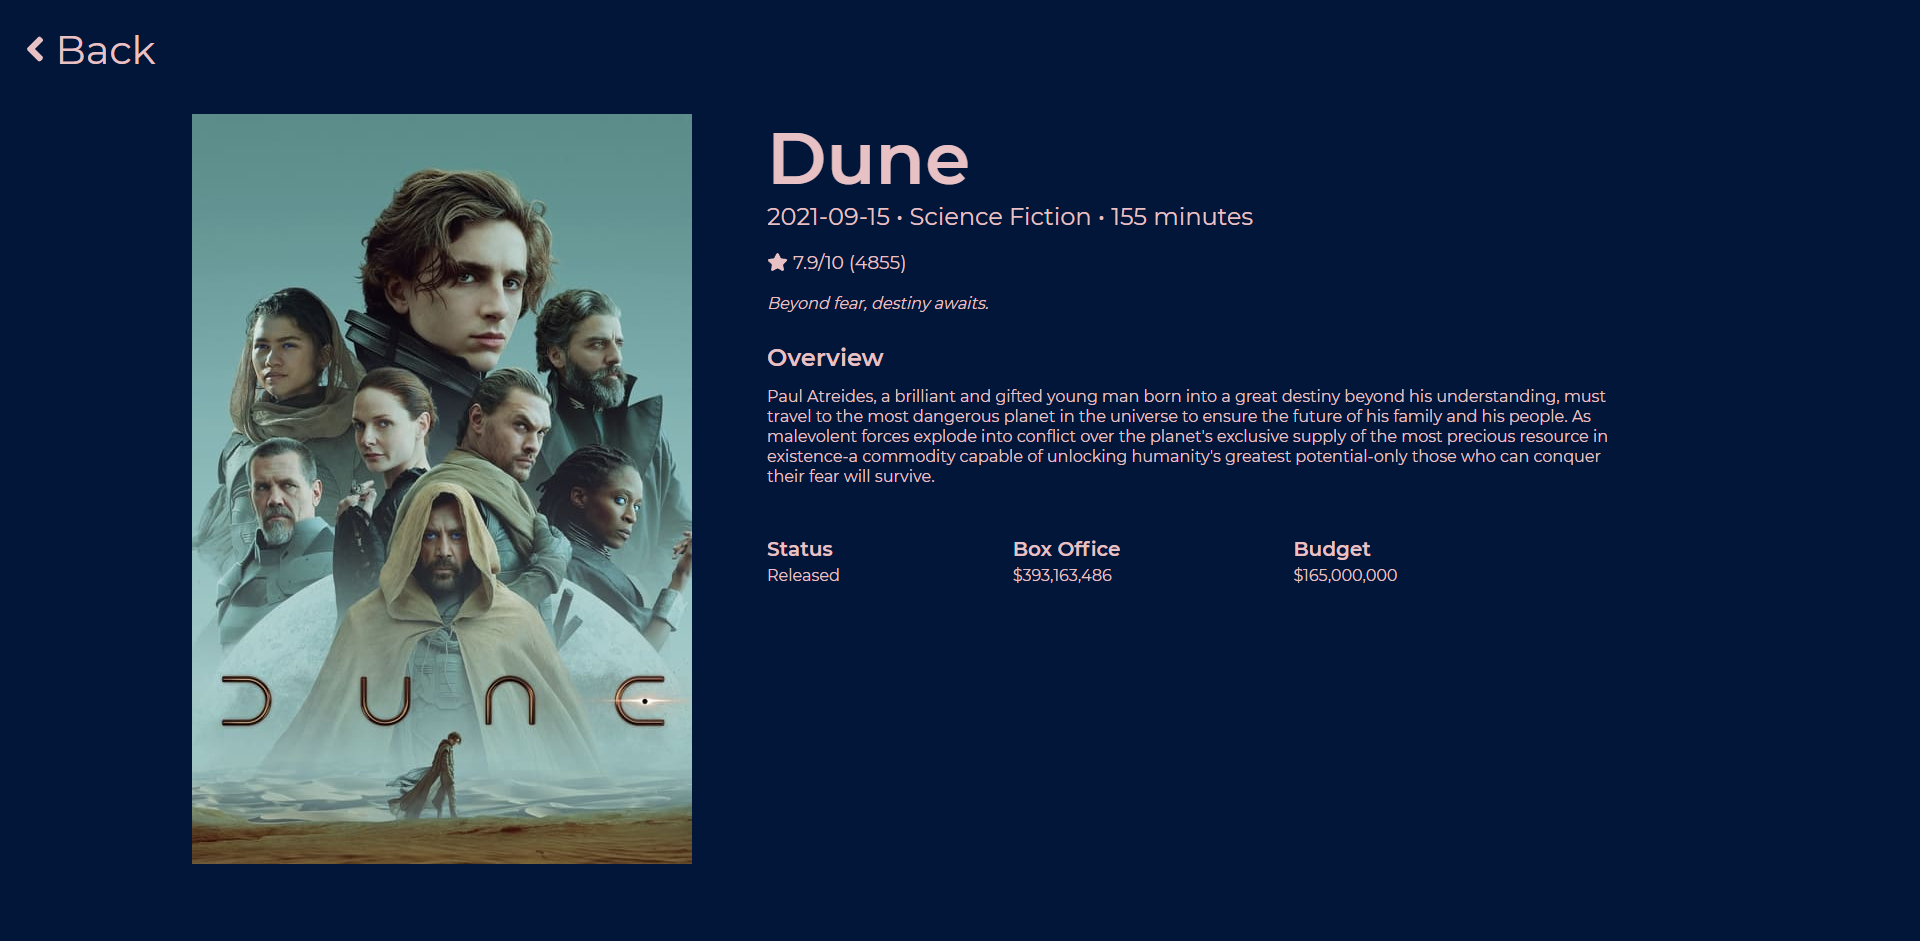 Back
Dune
2021-09-15 • Science Fiction • 155 minutes
7.9/10 (4855)
Beyond fear, destiny awaits.
Overview
Paul Atreides, a brilliant and gifted young man born into a great destiny beyond his understanding, must
travel to the most dangerous planet in the universe to ensure the future of his family and his people. As
malevolent forces explode into conflict over the planet's exclusive supply of the most precious resource in
existence-a commodity capable of unlocking humanity's greatest potential-only those who can conquer
their fear will survive.
Status
Released
Box Office
$393,163,486
Budget
$165,000,000
DUNE